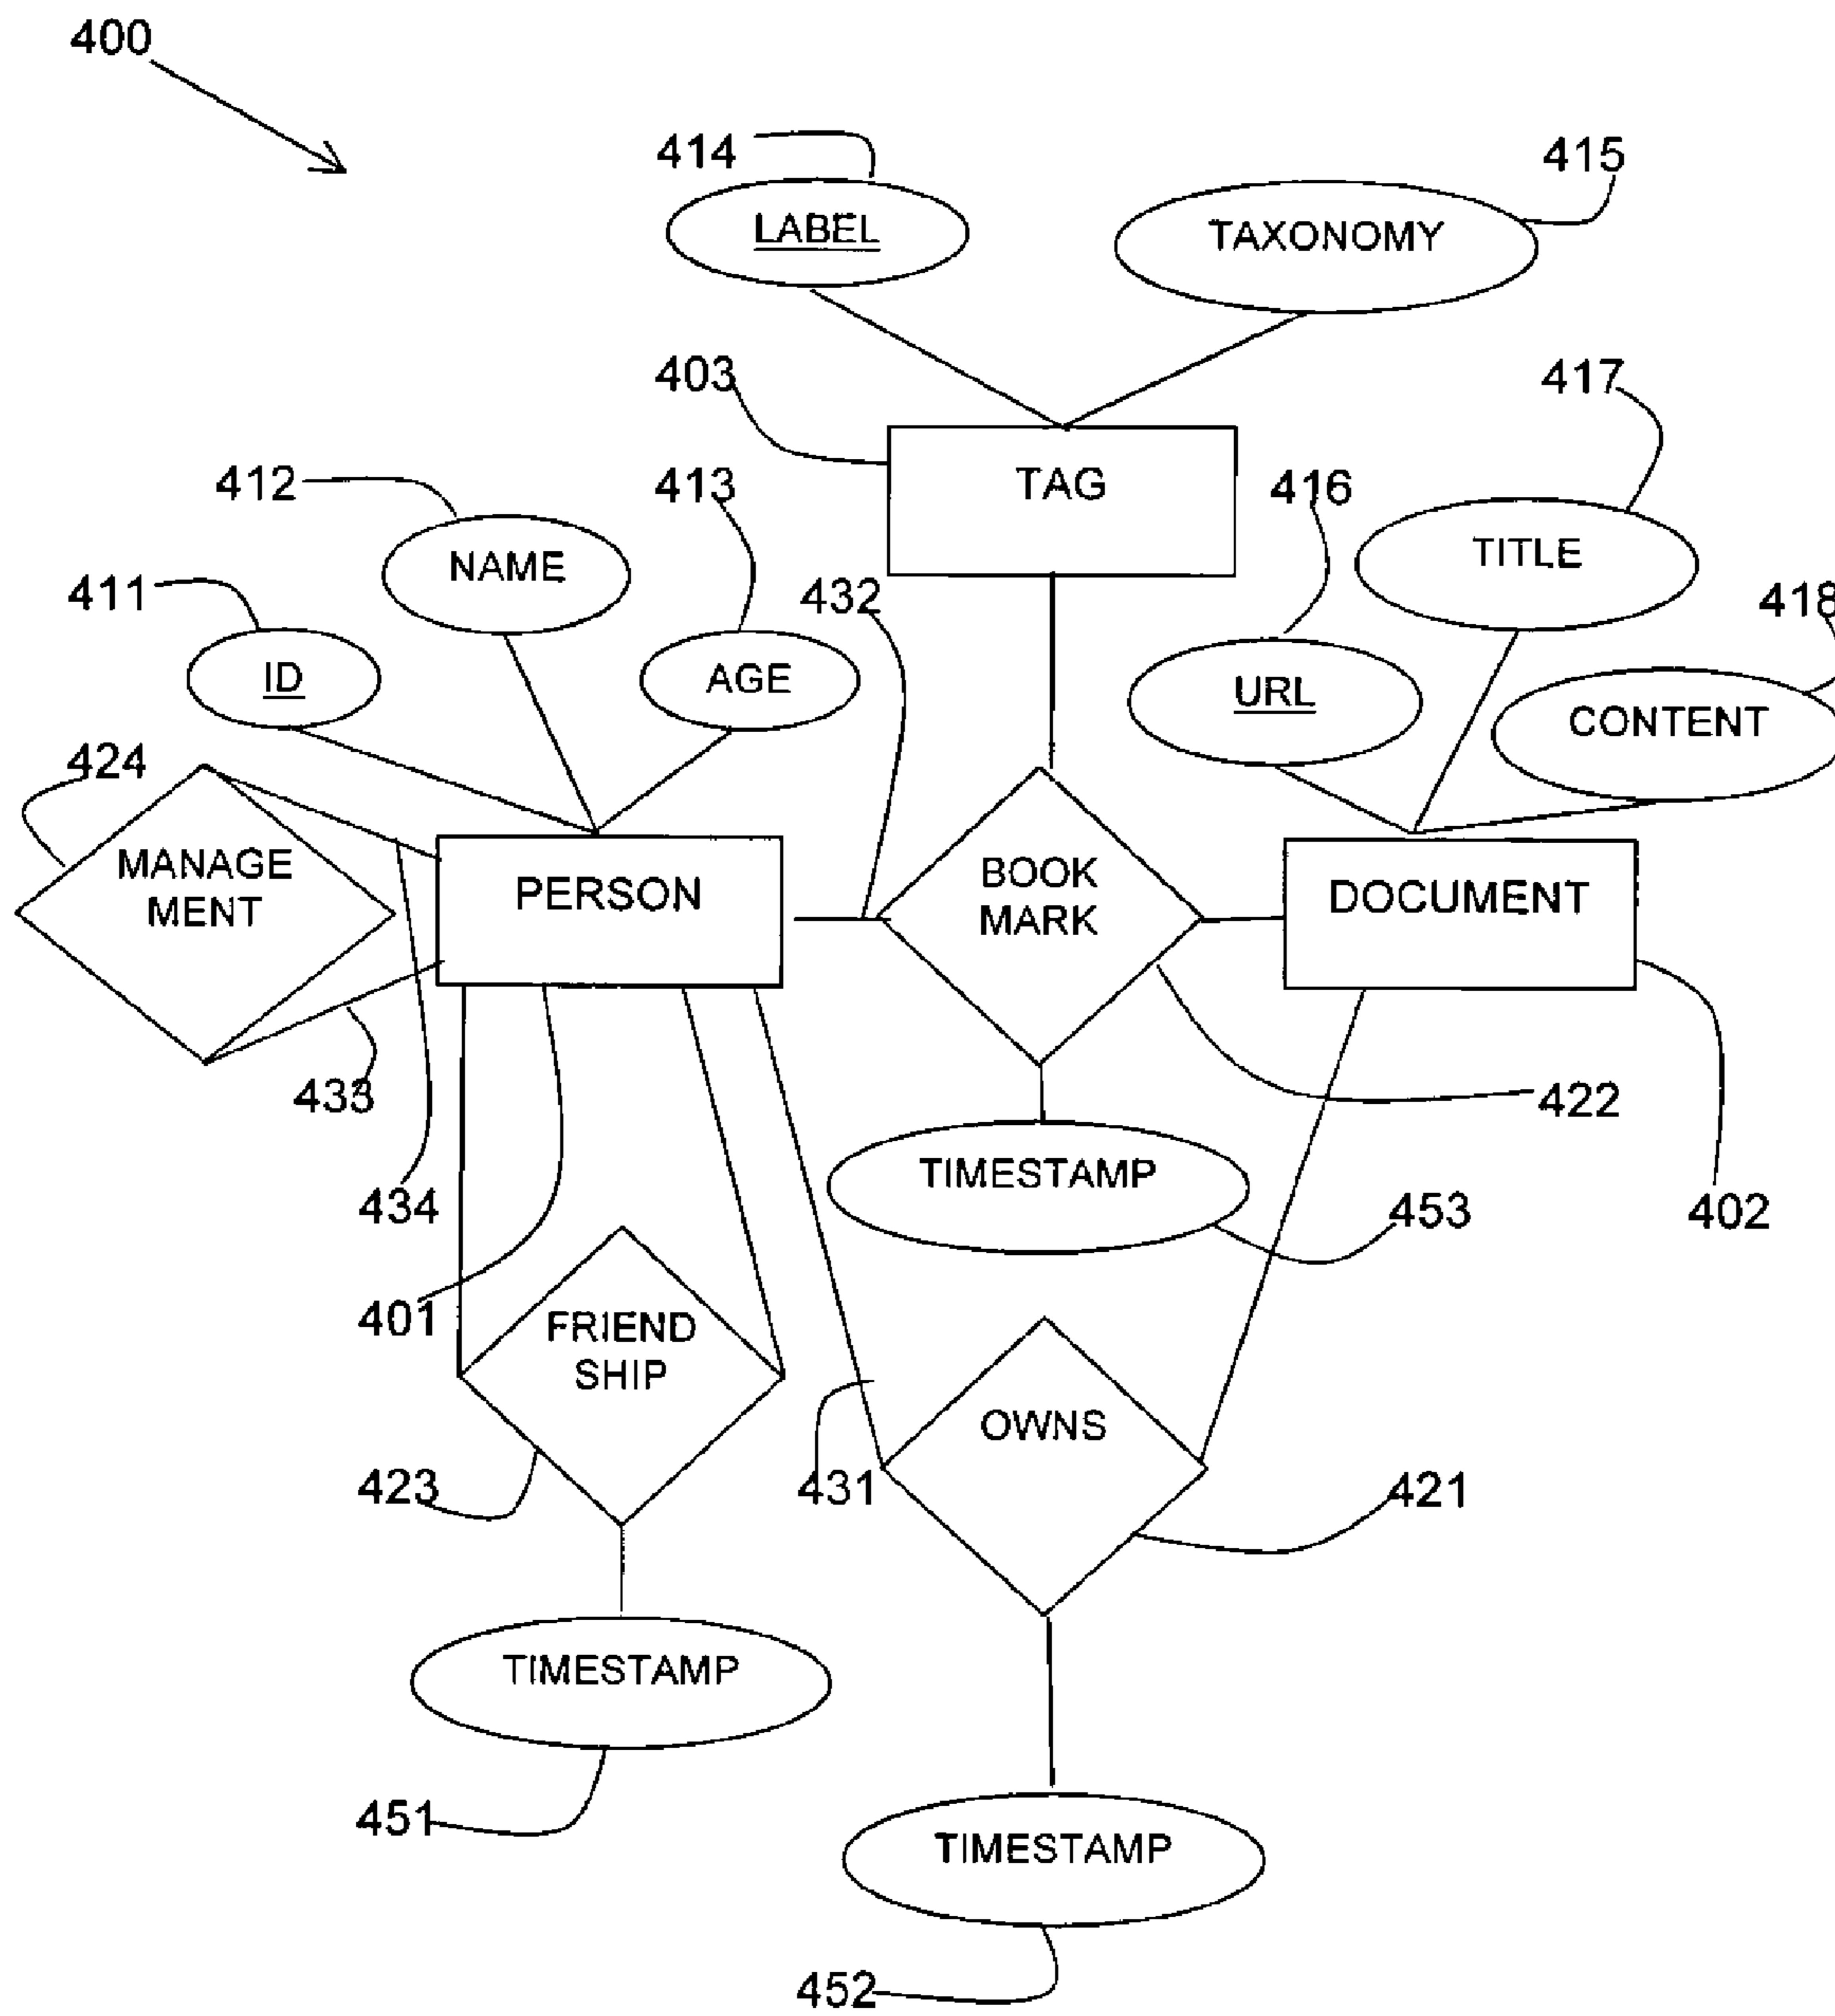 400
414
415
LABEL
TAXONOMY
403
417
412
413
TAG
416
411
NAME
432
TITLE
418
ID
AGE
URL
CONTENT
424
MANAGE
MENT
PERSON
BOOK
MARK
DOCUMENT
433
422
434
TIMESTAMP
453
402
401
FRIEND
SHIP
OWNS
423
431
421
TIMESTAMP
451
TIMESTAMP
452